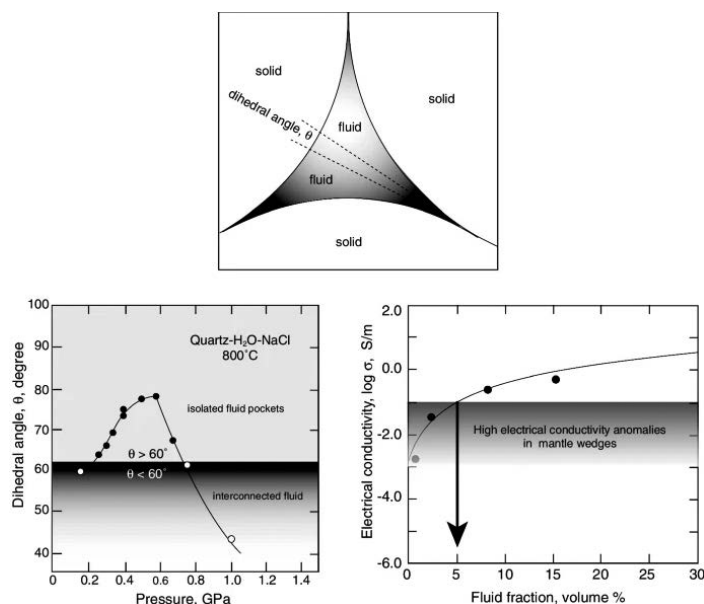 solid
solid
dihedral angle, θ
fluid
fluid
solid
100
90
80
70
60
50
40
Dihedral angle, θ, degree
Quartz-H₂O-NaCl
800°C
isolated fluid pockets
θ > 60°
θ < 60°
interconnected fluid
0 0.2 0.4 0.6 0.8 1.0 1.2 1.4
Pressure, GPa
2.0
0.0
-2.0
-4.0
-6.0
Electrical conductivity, log σ, S/m
High electrical conductivity anomalies
in mantle wedges
0 5 10 15 20 25 30
Fluid fraction, volume %